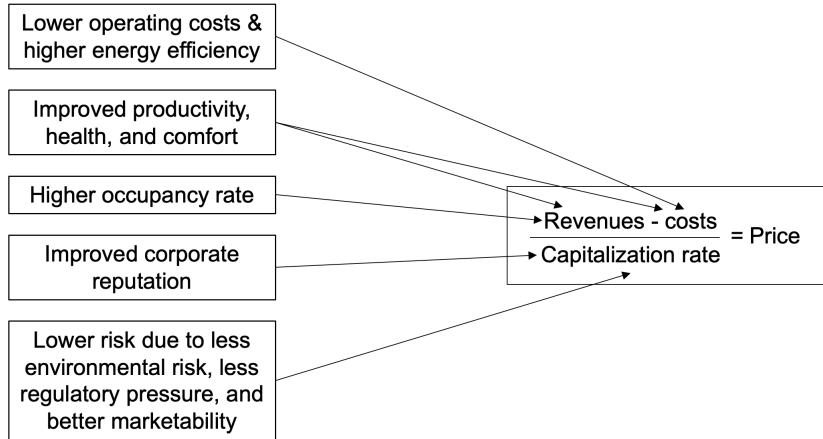 Lower operating costs &
higher energy efficiency
Improved productivity,
health, and comfort
Higher occupancy rate
Improved corporate
reputation
Lower risk due to less
environmental risk, less
regulatory pressure, and
better marketability
Revenues - costs
Capitalization rate
= Price